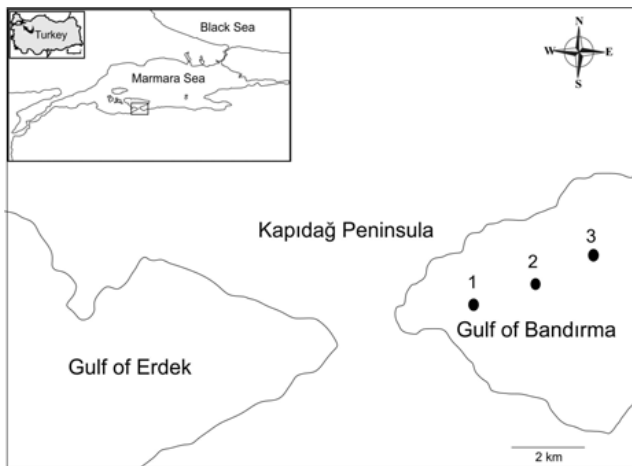 Turkey
Black Sea
Marmara Sea
N
W E
S
Kapıdağ Peninsula
3
2
1
Gulf of Bandırma
Gulf of Erdek
2 km